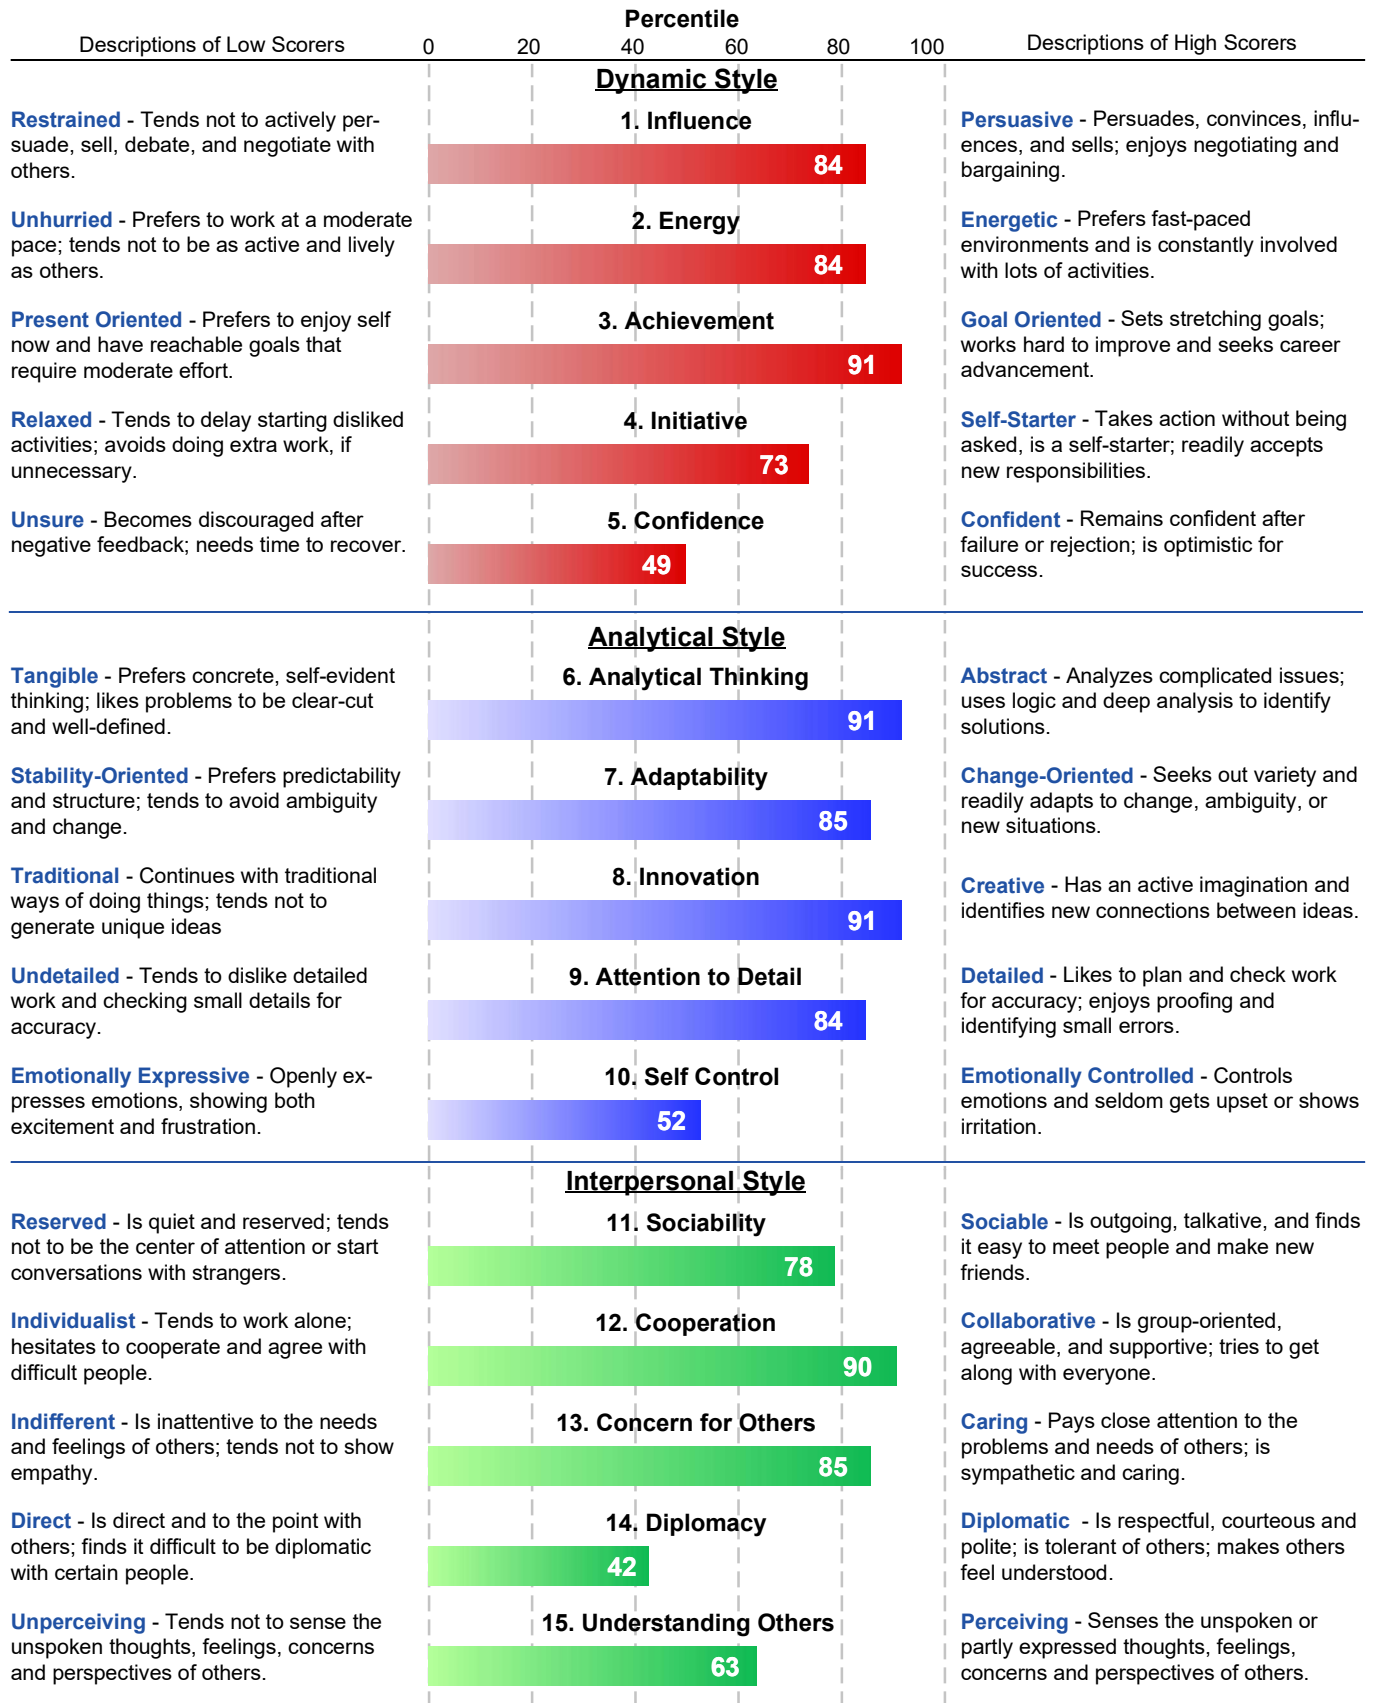 Percentile
Descriptions of Low Scorers 0 20 40 60 80 100 Descriptions of High Scorers
Dynamic Style
Restrained - Tends not to actively per-
suade, sell, debate, and negotiate with
others.
1. Influence
84
Persuasive - Persuades, convinces, influ-
ences, and sells; enjoys negotiating and
bargaining.
Unhurried - Prefers to work at a moderate
pace; tends not to be as active and lively
as others.
2. Energy
84
Energetic - Prefers fast-paced
environments and is constantly involved
with lots of activities.
Present Oriented - Prefers to enjoy self
now and have reachable goals that
require moderate effort.
3. Achievement
91
Goal Oriented - Sets stretching goals;
works hard to improve and seeks career
advancement.
Relaxed - Tends to delay starting disliked
activities; avoids doing extra work, if
unnecessary.
4. Initiative
73
Self-Starter - Takes action without being
asked, is a self-starter; readily accepts
new responsibilities.
Unsure - Becomes discouraged after
negative feedback; needs time to recover.
5. Confidence
49
Confident - Remains confident after
failure or rejection; is optimistic for
success.
Analytical Style
Tangible - Prefers concrete, self-evident
thinking; likes problems to be clear-cut
and well-defined.
6. Analytical Thinking
91
Abstract - Analyzes complicated issues;
uses logic and deep analysis to identify
solutions.
Stability-Oriented - Prefers predictability
and structure; tends to avoid ambiguity
and change.
7. Adaptability
85
Change-Oriented - Seeks out variety and
readily adapts to change, ambiguity, or
new situations.
Traditional - Continues with traditional
ways of doing things; tends not to
generate unique ideas
8. Innovation
91
Creative - Has an active imagination and
identifies new connections between ideas.
Undetailed - Tends to dislike detailed
work and checking small details for
accuracy.
9. Attention to Detail
84
Detailed - Likes to plan and check work
for accuracy; enjoys proofing and
identifying small errors.
Emotionally Expressive - Openly ex-
presses emotions, showing both
excitement and frustration.
10. Self Control
52
Emotionally Controlled - Controls
emotions and seldom gets upset or shows
irritation.
Interpersonal Style
Reserved - Is quiet and reserved; tends
not to be the center of attention or start
conversations with strangers.
11. Sociability
78
Sociable - Is outgoing, talkative, and finds
it easy to meet people and make new
friends.
Individualist - Tends to work alone;
hesitates to cooperate and agree with
difficult people.
12. Cooperation
90
Collaborative - Is group-oriented,
agreeable, and supportive; tries to get
along with everyone.
Indifferent - Is inattentive to the needs
and feelings of others; tends not to show
empathy.
13. Concern for Others
85
Caring - Pays close attention to the
problems and needs of others; is
sympathetic and caring.
Direct - Is direct and to the point with
others; finds it difficult to be diplomatic
with certain people.
14. Diplomacy
42
Diplomatic - Is respectful, courteous and
polite; is tolerant of others; makes others
feel understood.
Unperceiving - Tends not to sense the
unspoken thoughts, feelings, concerns
and perspectives of others.
15. Understanding Others
63
Perceiving - Senses the unspoken or
partly expressed thoughts, feelings,
concerns and perspectives of others.